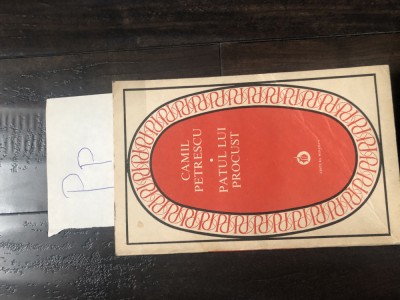 PP
CAMIL
PETRESCU
PATUL LUI
PROCUST